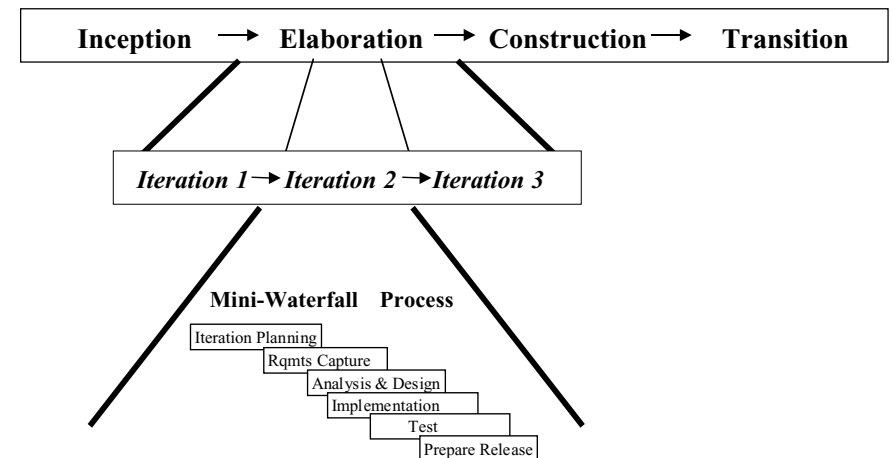 Inception Elaboration Construction Transition
Iteration 1 Iteration 2 Iteration 3
Mini-Waterfall Process
Iteration Planning
Rqmts Capture
Analysis & Design
Implementation
Test
Prepare Release